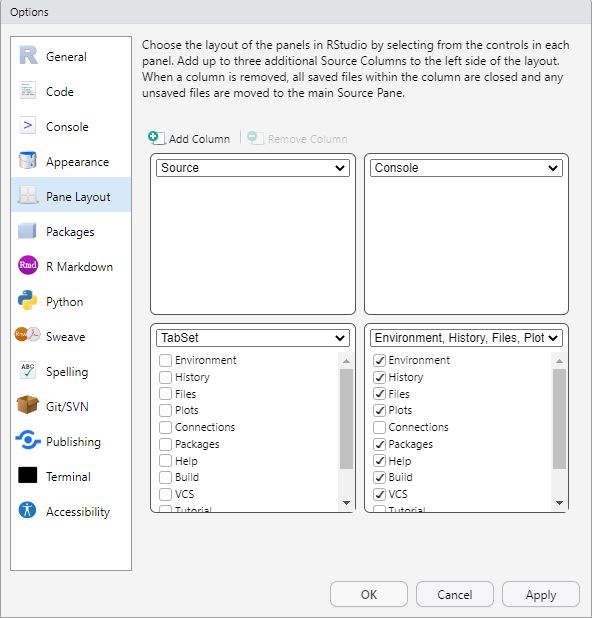 Options
General
Code
Console
Appearance
Pane Layout
Packages
Rmd R Markdown
Python
Sweave
ABC Spelling
Git/SVN
Publishing
Terminal
Accessibility
Choose the layout of the panels in RStudio by selecting from the controls in each
panel. Add up to three additional Source Columns to the left side of the layout.
When a column is removed, all saved files within the column are closed and any
unsaved files are moved to the main Source Pane.
Add Column
Remove Column
Source
Console
TabSet
Environment
History
Files
Plots
Connections
Packages
Help
Build
VCS
Tutorial
Environment, History, Files, Plot
Environment
History
Files
Plots
Connections
Packages
Help
Build
VCS
Tutorial
OK
Cancel
Apply